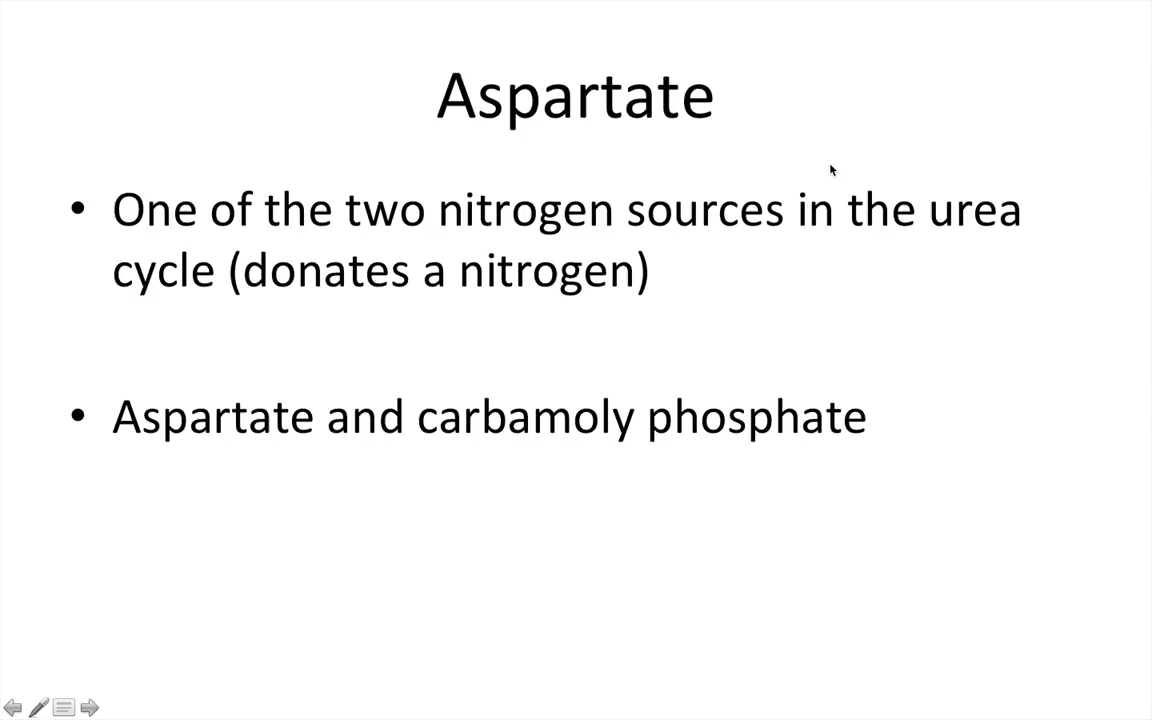 Aspartate
• One of the two nitrogen sources in the urea
cycle (donates a nitrogen)
• Aspartate and carbamoly phosphate